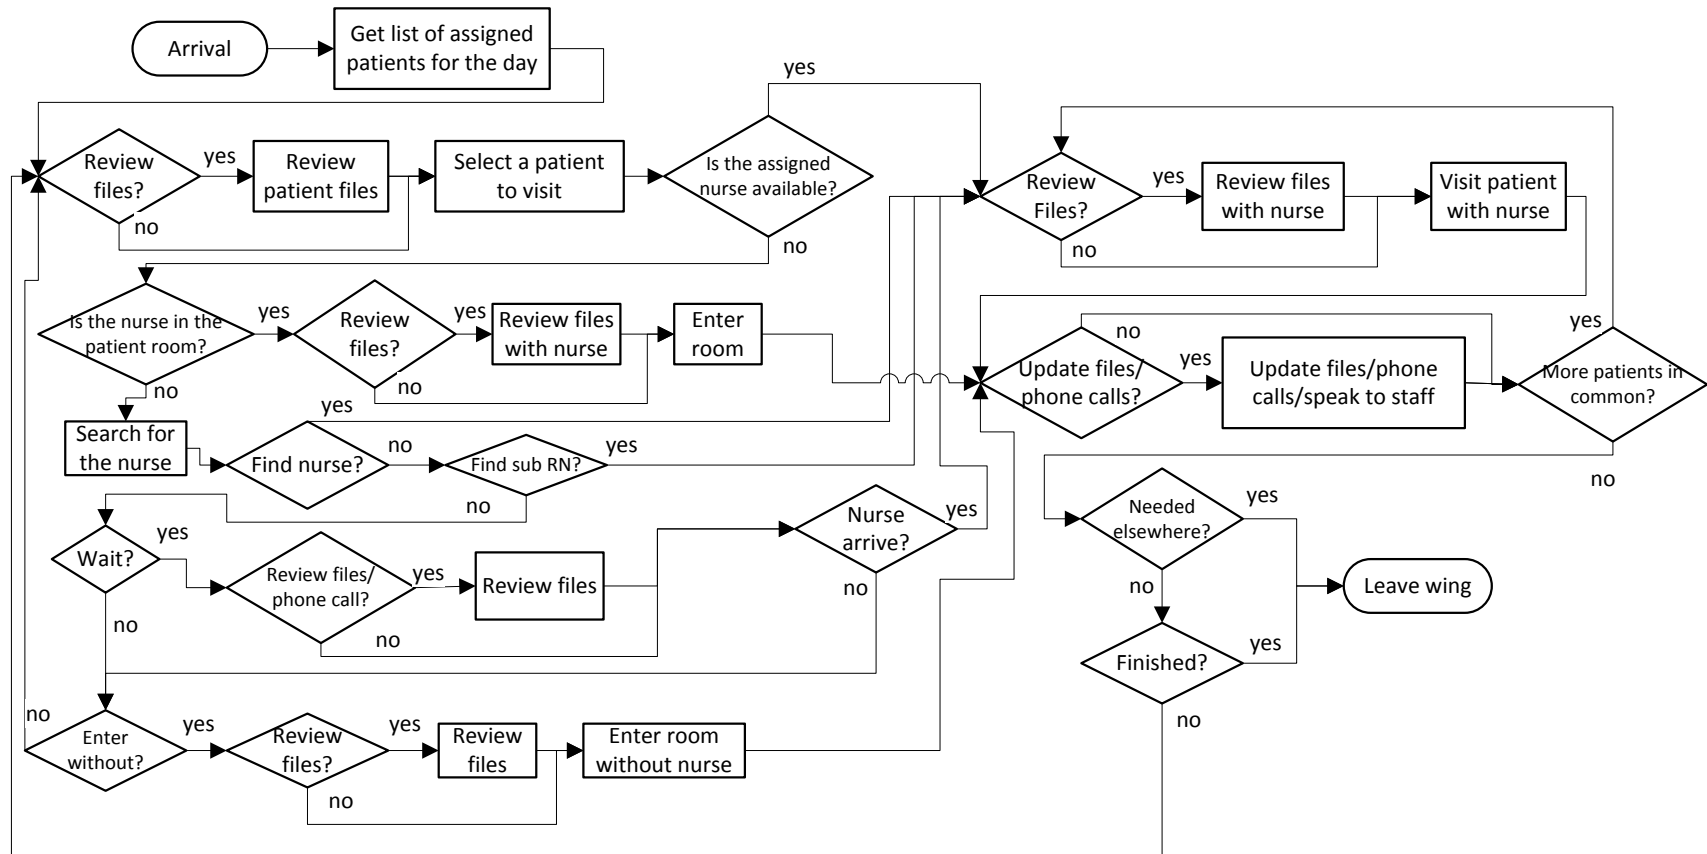 Arrival
Get list of assigned
patients for the day
yes
Review
files?
yes
no
Review
patient files
Select a patient
to visit
Is the assigned
nurse available?
no
Review
Files?
yes
no
Review files
with nurse
Visit patient
with nurse
Is the nurse in the
patient room?
yes
no
Review
files?
yes
no
Review files
with nurse
Enter
room
Update files/
phone calls?
no
yes
Update files/phone
calls/speak to staff
More patients in
common?
yes
no
Search for
the nurse
Find nurse?
yes
no
Find sub RN?
yes
no
Wait?
yes
no
Review files/
phone call?
yes
no
Review files
Nurse
arrive?
yes
no
Needed
elsewhere?
yes
no
Leave wing
Finished?
yes
no
Enter
without?
no
yes
Review
files?
yes
no
Review
files
Enter room
without nurse